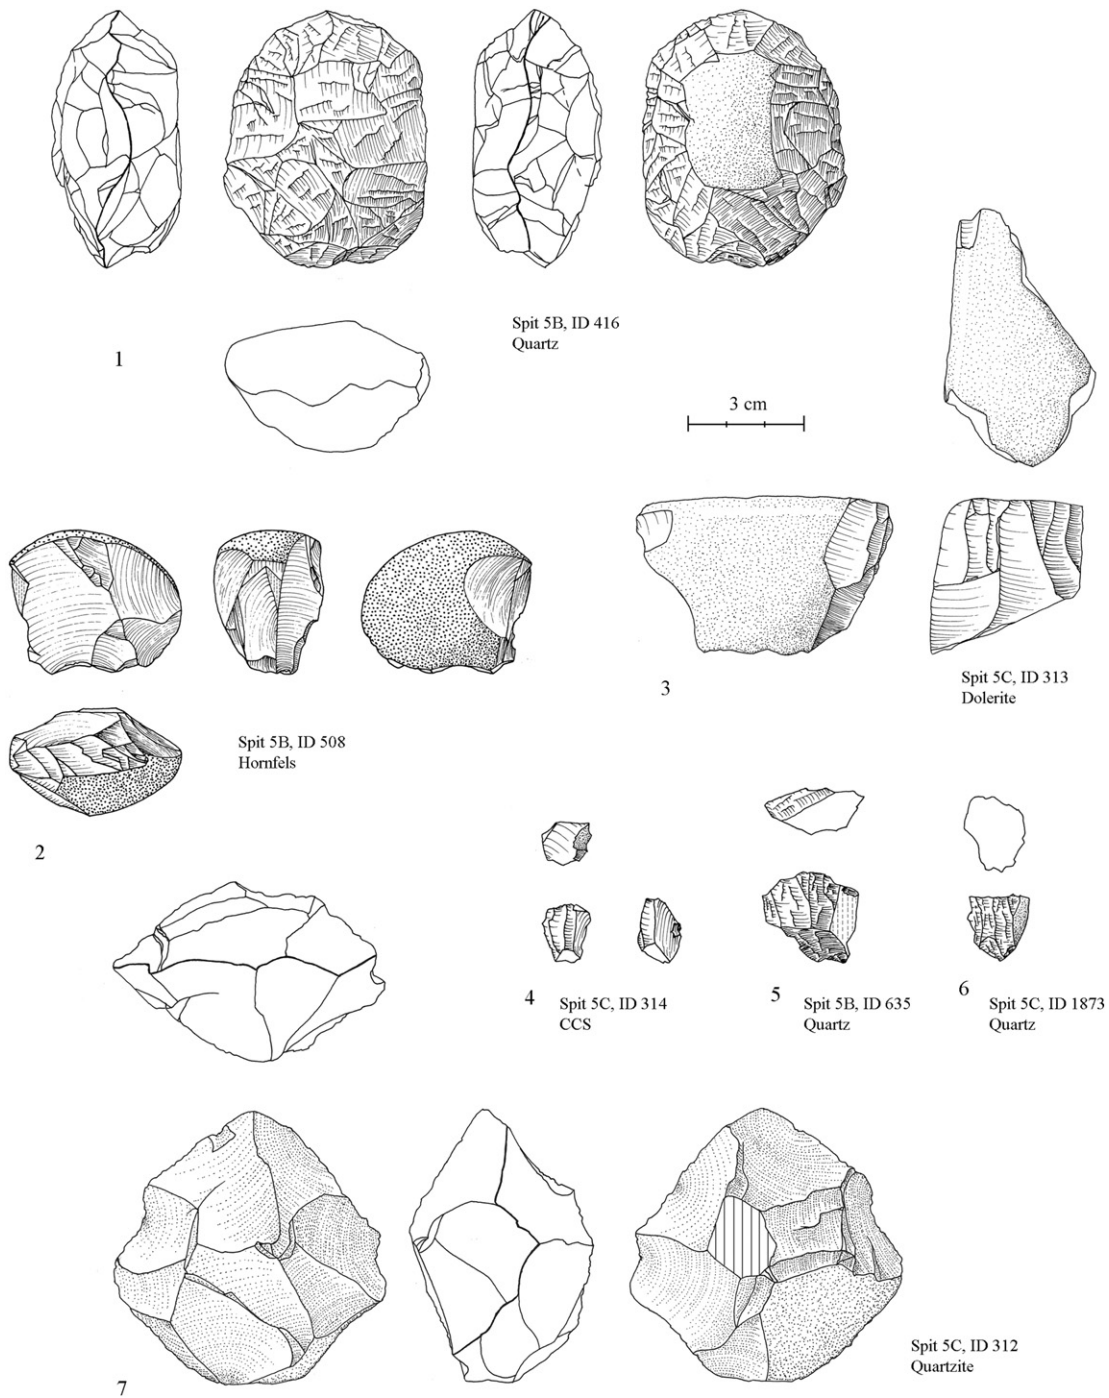 Spit 5B, ID 416
Quartz
1
3 cm
Spit 5C, ID 313
Dolerite
3
Spit 5B, ID 508
Hornfels
2
4
Spit 5C, ID 314
CCS
5
Spit 5B, ID 635
Quartz
6
Spit 5C, ID 1873
Quartz
Spit 5C, ID 312
Quartzite
7